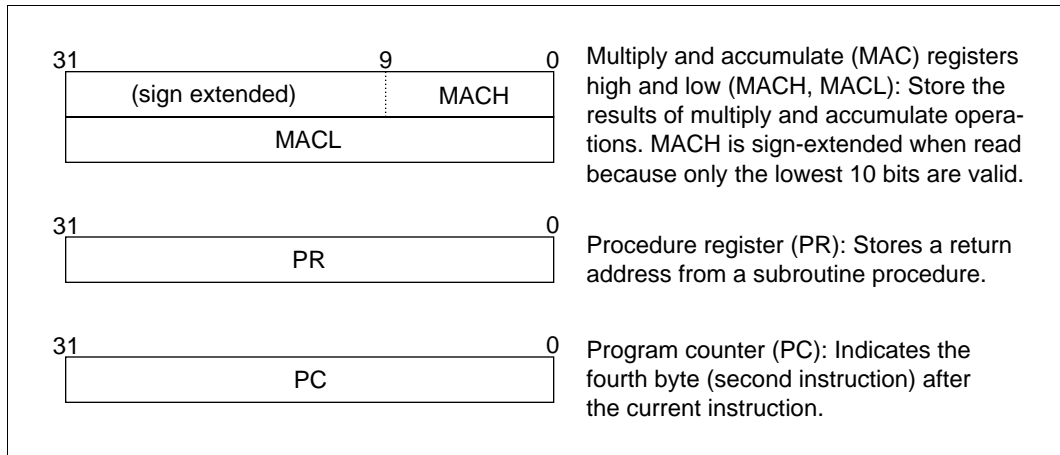 31 9 0
(sign extended) MACH
MACL
Multiply and accumulate (MAC) registers
high and low (MACH, MACL): Store the
results of multiply and accumulate opera-
tions. MACH is sign-extended when read
because only the lowest 10 bits are valid.
31 0
PR
Procedure register (PR): Stores a return
address from a subroutine procedure.
31 0
PC
Program counter (PC): Indicates the
fourth byte (second instruction) after
the current instruction.